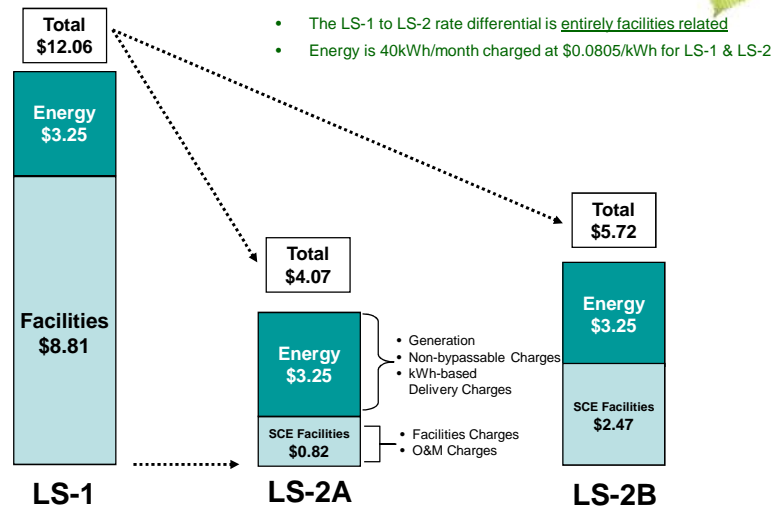 • The LS-1 to LS-2 rate differential is entirely facilities related
• Energy is 40kWh/month charged at $0.0805/kWh for LS-1 & LS-2
Total
$12.06
Energy
$3.25
Facilities
$8.81
LS-1
Total
$4.07
Energy
$3.25
• Generation
• Non-bypassable Charges
• kWh-based
Delivery Charges
SCE Facilities
$0.82
• Facilities Charges
• O&M Charges
LS-2A
Total
$5.72
Energy
$3.25
SCE Facilities
$2.47
LS-2B